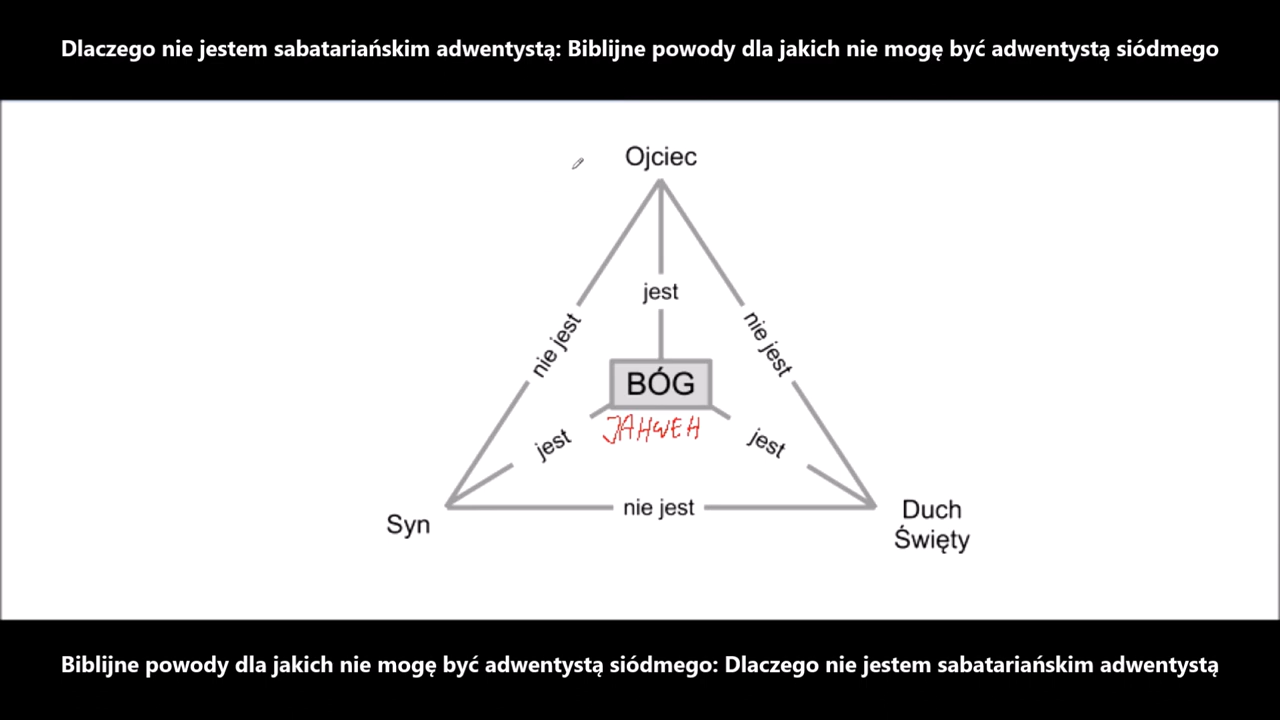 Dlaczego nie jestem sabatariańskim adwentystą: Biblijne powody dla jakich nie mogę być adwentystą siódmego
Ojciec
jest
nie jest
nie jest
BÓG
JAHWEH
jest
jest
nie jest
Syn
Duch
Święty
Biblijne powody dla jakich nie mogę być adwentystą siódmego: Dlaczego nie jestem sabatariańskim adwentystą